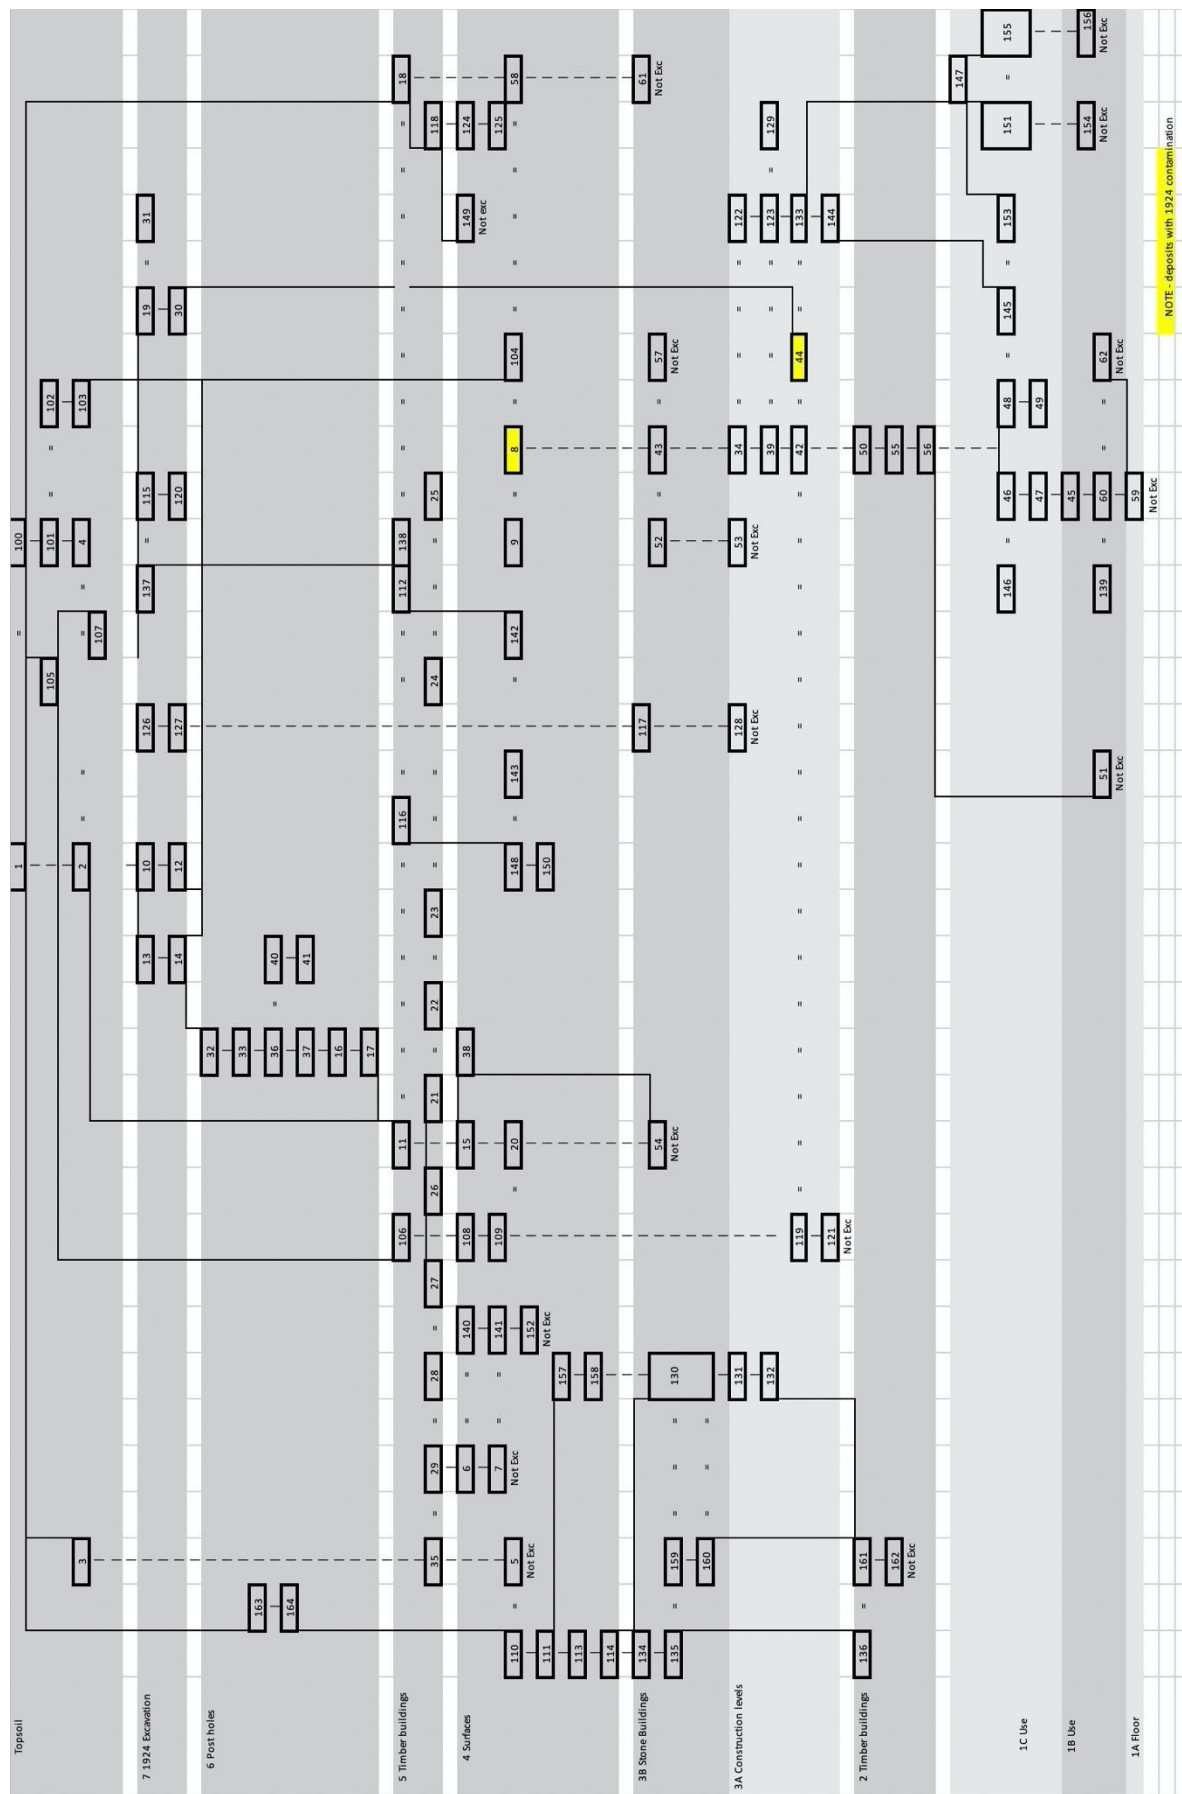 Topsoil 1 = 100
105 101 = = 102
3 2 = = = = 4 103
107
7 1924 Excavation 13 10 126 137 = 115 19 = 31
14 12 127 120 30
6 Post holes 32
33
163
36 = 40
164
37 41
16
17
5 Timber buildings 106 11 = = = = = = 116 = = = 112 138 = = = = = = = 18
35 = 29 = 28 = 27 26 21 = 22 = 23 = = 24 = = = 25 118
4 Surfaces 6 = = 140 108 15 38 149 124
7 = = 141 109 125
Not Exc
Not exc
110 = 5 = 20 148 = 143 = 142 9 8 = 104 = = = = 58
Not Exc
152
Not Exc
111 150
157
113
158
114
3B Stone Buildings 134 117 61
Not Exc
54 52 = 43 = 57
Not Exc
Not Exc
135 = 159 = = = 130
160 = = =
3A Construction levels 131 128 53 34 = = = = 122
Not Exc
Not Exc
132 39 = = = = 123 = 129
119 = = = = = = = = = = = = = = = = 42 = 44 = = 133
121 144
Not Exc
2 Timber buildings 136 = 161 50
162 55
Not Exc
56
147
1C Use 146 = 46 48 = 145 = 153 151 = 155
47 49
1B Use 45
154 156
Not Exc
Not Exc
51 139 = 60 = = 62
Not Exc
Not Exc
1A Floor 59
Not Exc
NOTE - deposits with 1924 contamination